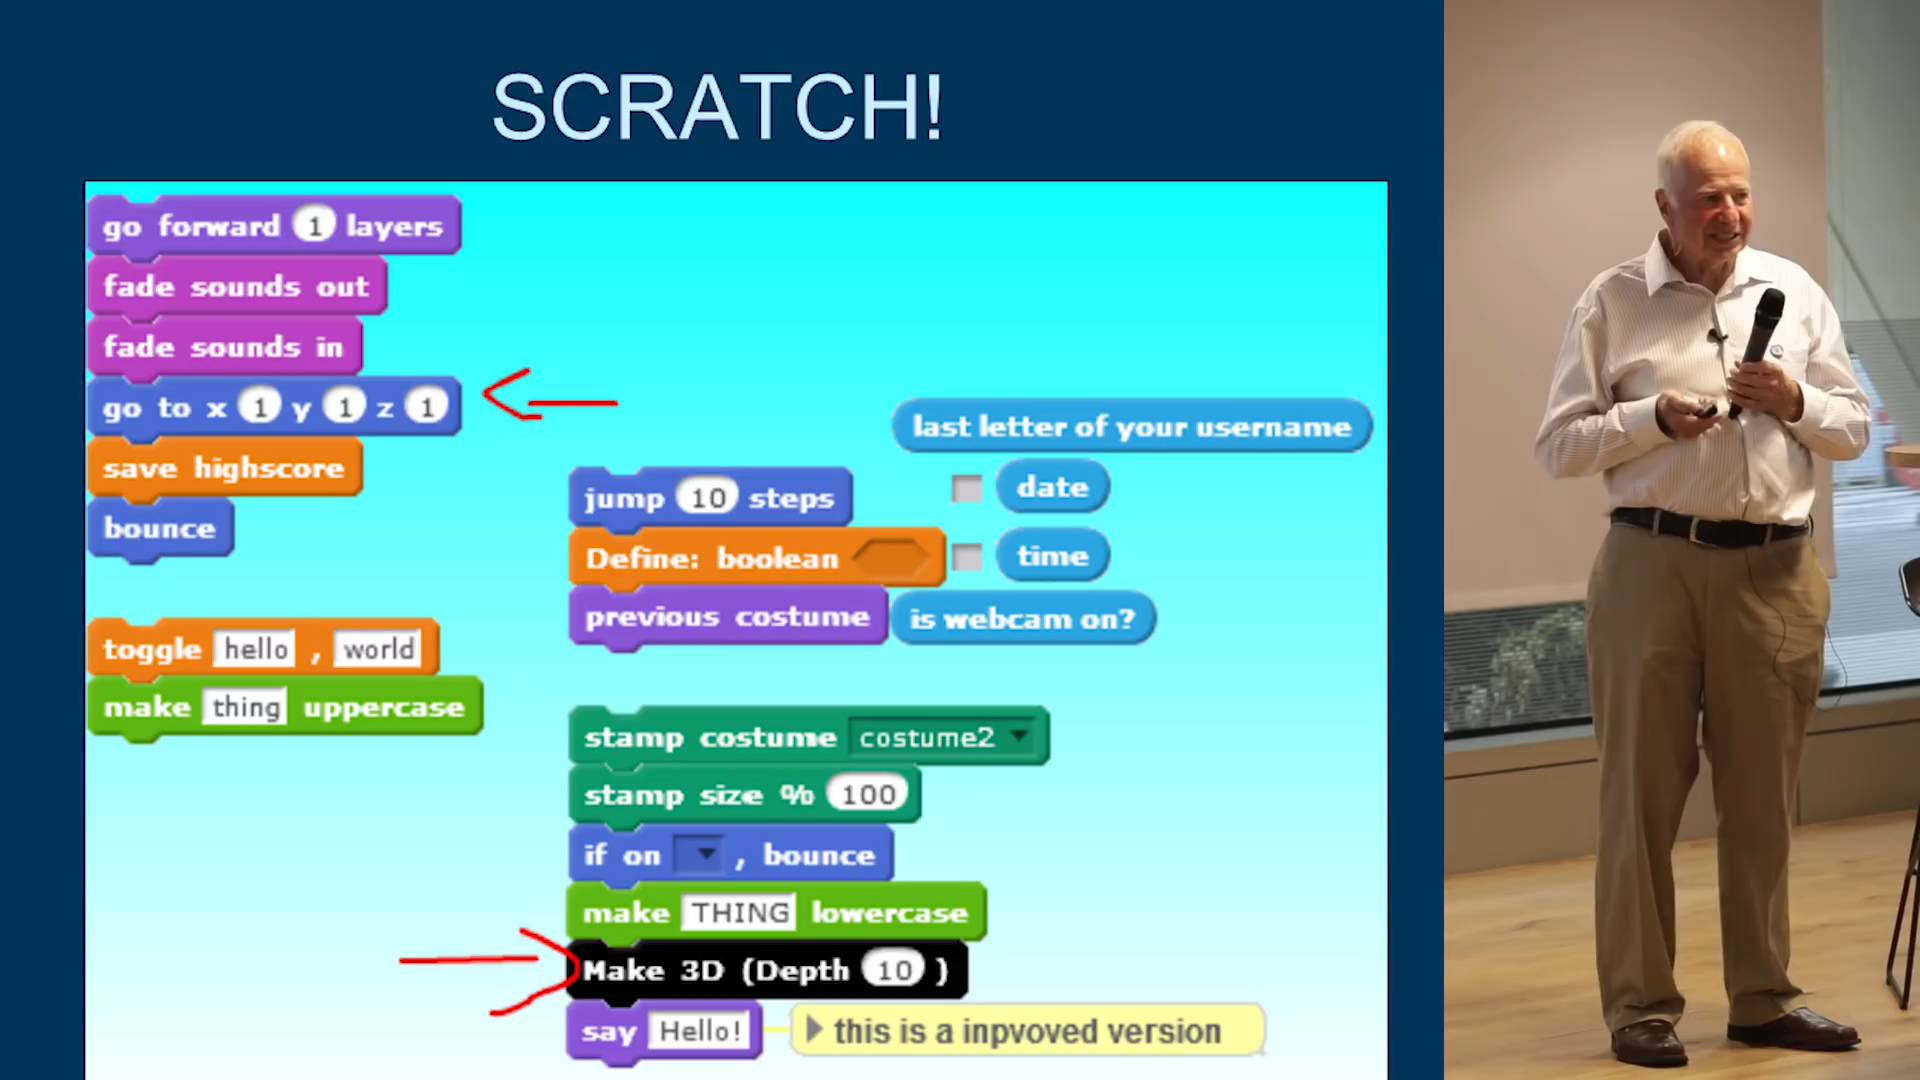 SCRATCH!
go forward 1 layers
fade sounds out
fade sounds in
go to x 1 y 1 z 1
save highscore
bounce
toggle hello , world
make thing uppercase
last letter of your username
jump 10 steps
date
Define: boolean
time
previous costume
is webcam on?
stamp costume costume2
stamp size % 100
if on , bounce
make THING lowercase
Make 3D (Depth 10 )
say Hello!
this is a inpvoved version